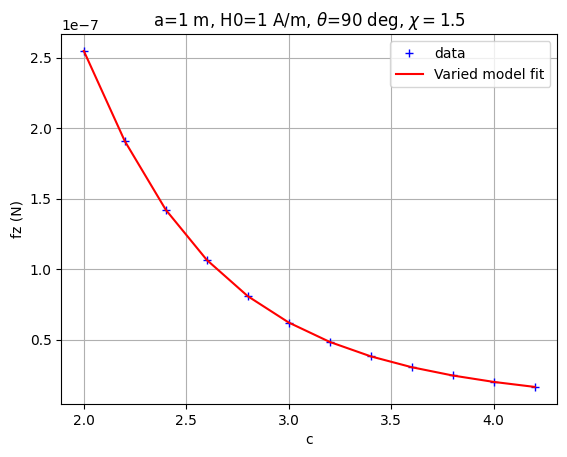 a=1 m, H0=1 A/m, θ=90 deg, χ = 1.5
1e−7
data
Varied model fit
2.5
2.0
1.5
1.0
0.5
fz (N)
2.0 2.5 3.0 3.5 4.0
c